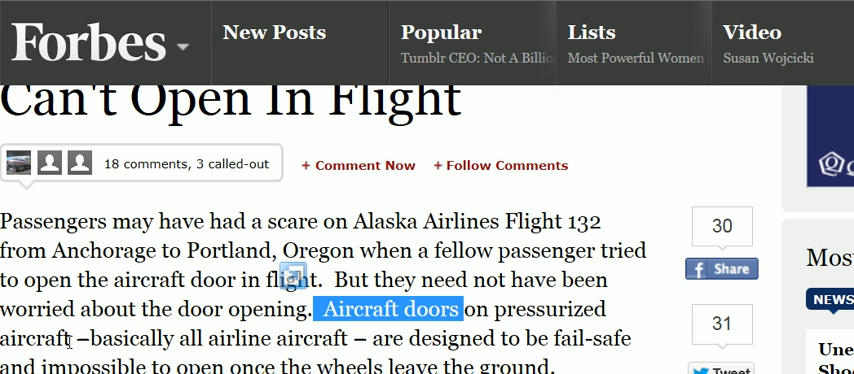 Forbes
New Posts
Popular
Tumblr CEO: Not A Billio
Lists
Most Powerful Women
Video
Susan Wojcicki
Can't Open In Flight
18 comments, 3 called-out
+ Comment Now
+ Follow Comments
Passengers may have had a scare on Alaska Airlines Flight 132
from Anchorage to Portland, Oregon when a fellow passenger tried
to open the aircraft door in flight.  But they need not have been
worried about the door opening.  Aircraft doors on pressurized
aircraft –basically all airline aircraft – are designed to be fail-safe
and impossible to open once the wheels leave the ground.
30
f Share
31
Tweet
Mos
NEWS
Une
Sho